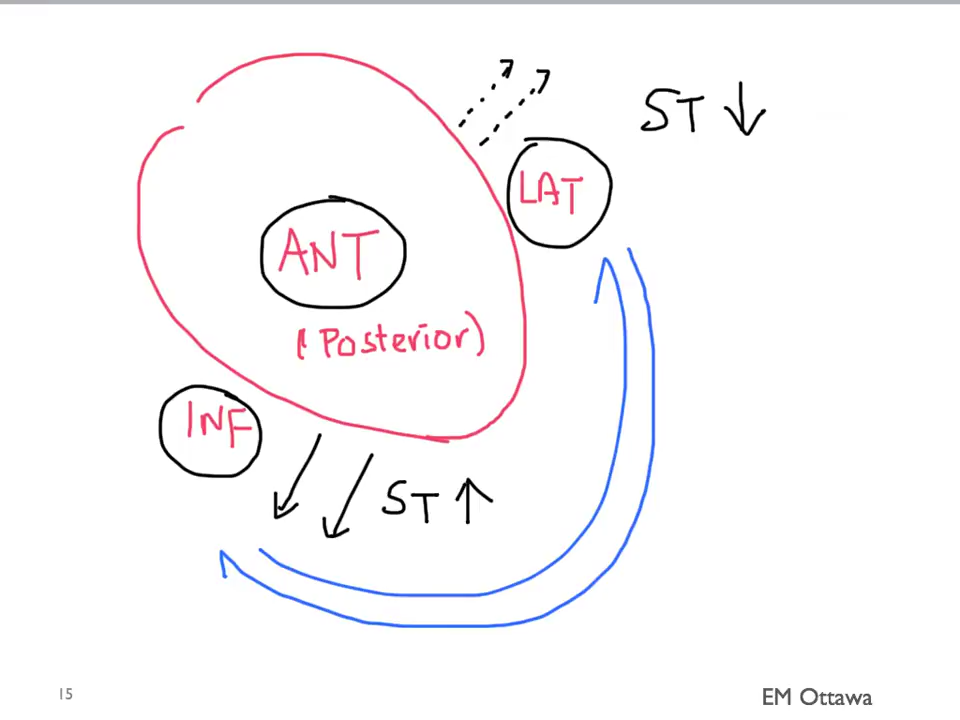 ST ↓
LAT
ANT
(Posterior)
INF
ST ↑
15
EM Ottawa